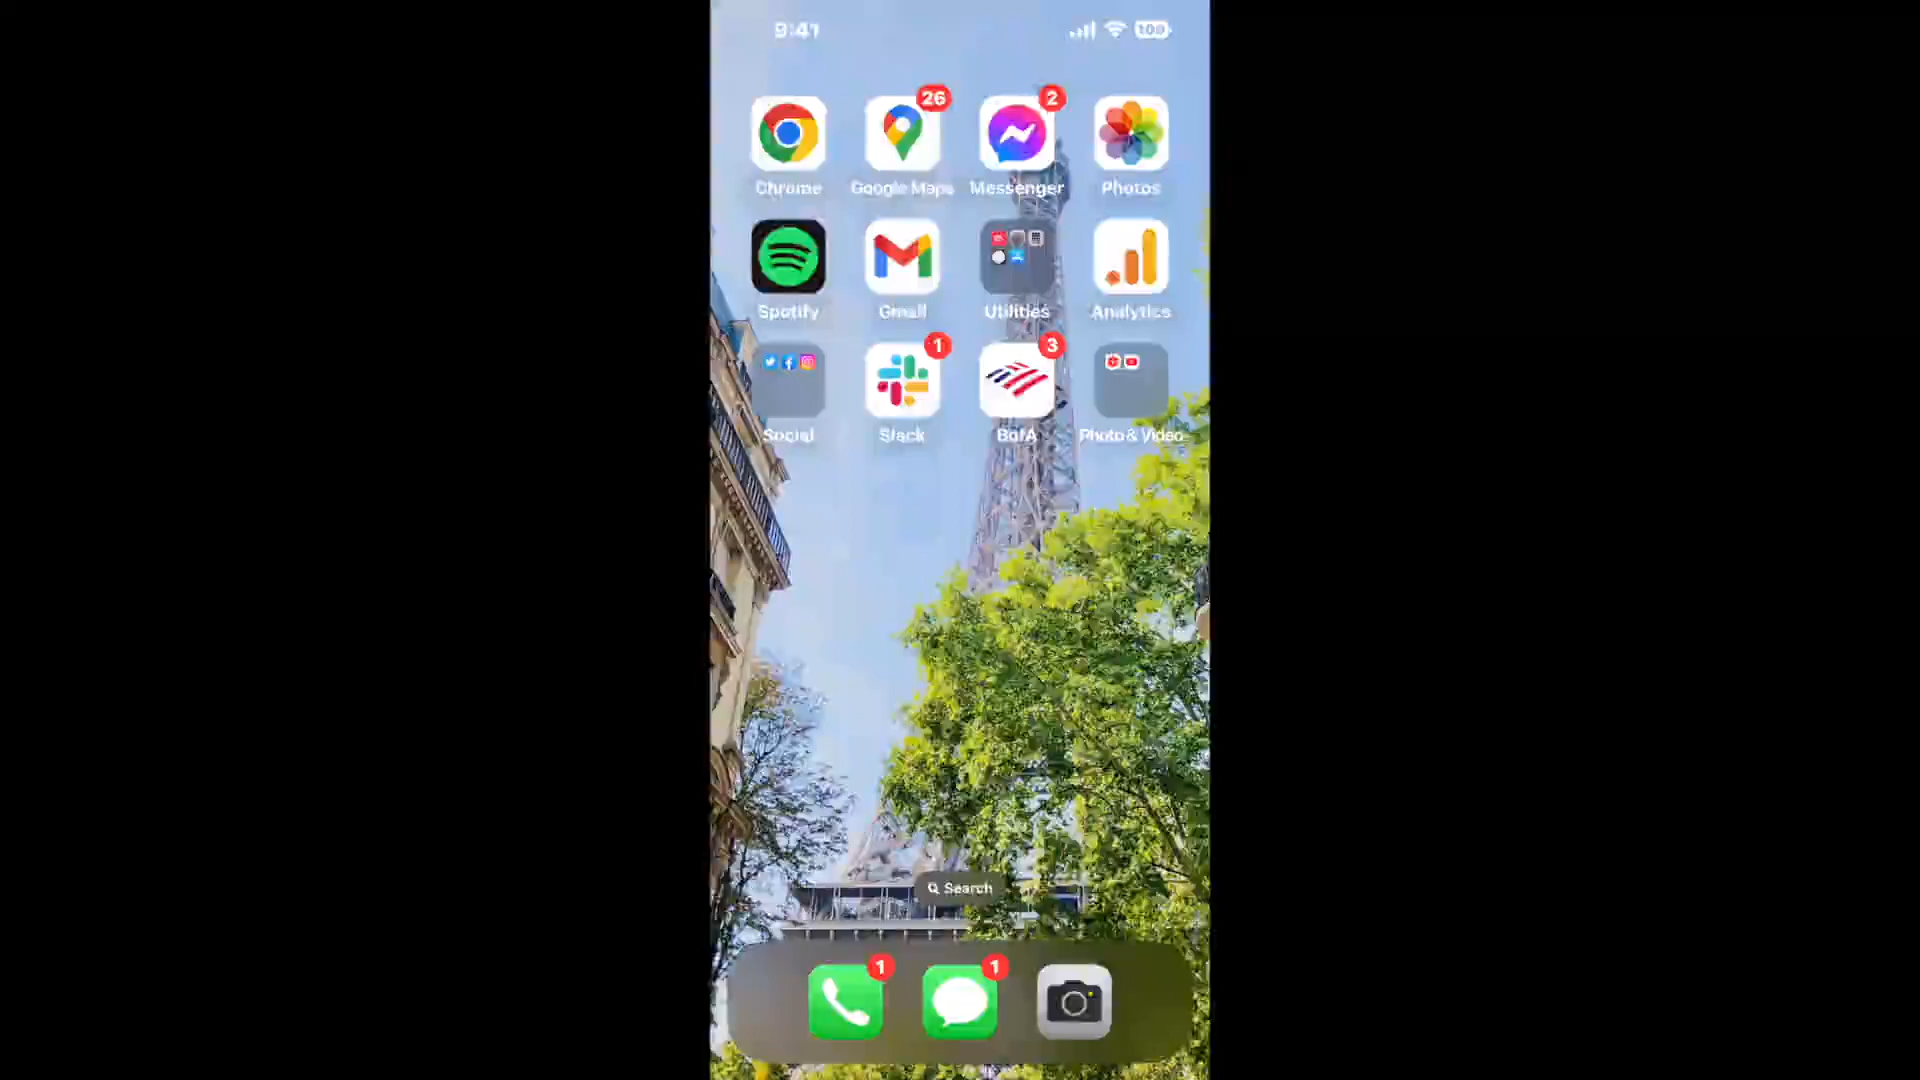 9:41
100
26
2
Chrome
Google Maps
Messenger
Photos
Spotify
Gmail
Utilities
Analytics
1
3
Social
Slack
BofA
Photo & Video
Search
1
1